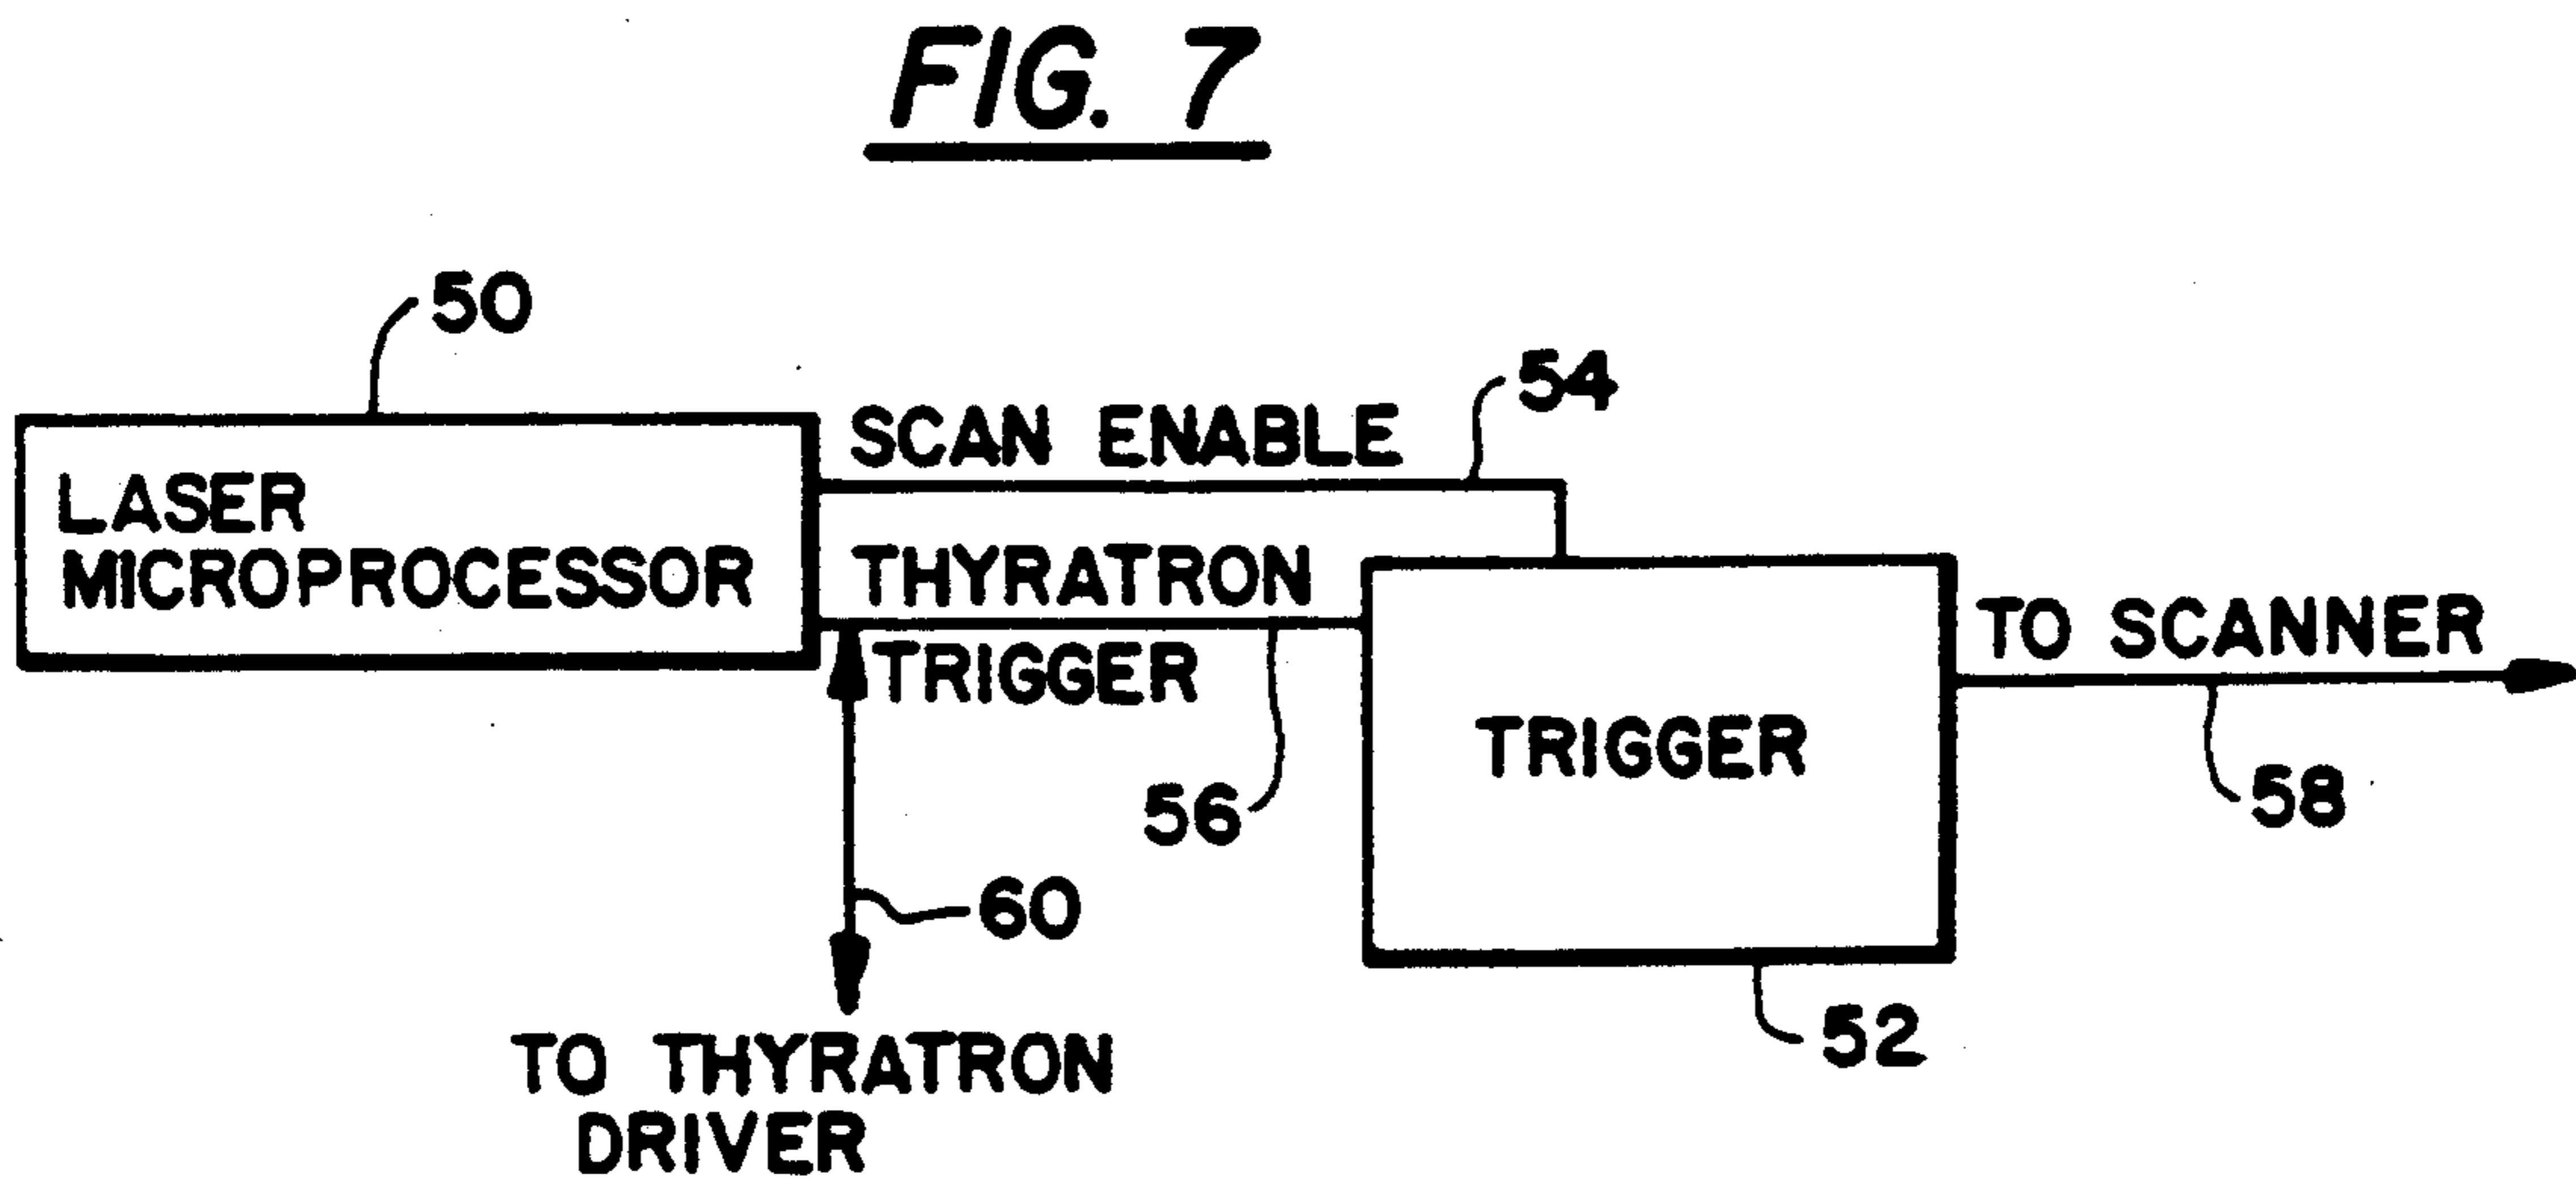 FIG. 7
50
54
SCAN ENABLE
LASER
MICROPROCESSOR
THYRATRON
TRIGGER
TO SCANNER
TRIGGER
56
58
60
52
TO THYRATRON
DRIVER